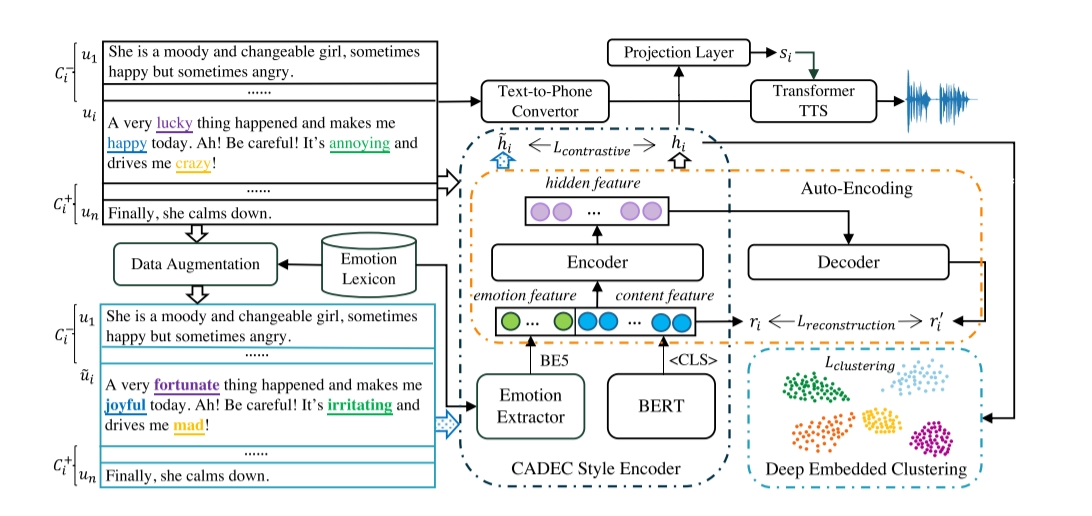 C_i^- u_1 She is a moody and changeable girl, sometimes
happy but sometimes angry.
......
u_i
A very lucky thing happened and makes me
happy today. Ah! Be careful! It's annoying and
drives me crazy!
......
C_i^+ u_n Finally, she calms down.
Data Augmentation
Emotion
Lexicon
C_i^- u_1 She is a moody and changeable girl, sometimes
happy but sometimes angry.
......
ũ_i
A very fortunate thing happened and makes me
joyful today. Ah! Be careful! It's irritating and
drives me mad!
......
C_i^+ u_n Finally, she calms down.
Projection Layer
s_i
Text-to-Phone
Convertor
Transformer
TTS
h̃_i L_contrastive h_i
hidden feature
Auto-Encoding
...
Encoder
Decoder
emotion feature content feature
... ...
r_i L_reconstruction r_i'
BE5 <CLS>
Emotion
Extractor
BERT
CADEC Style Encoder
L_clustering
Deep Embedded Clustering